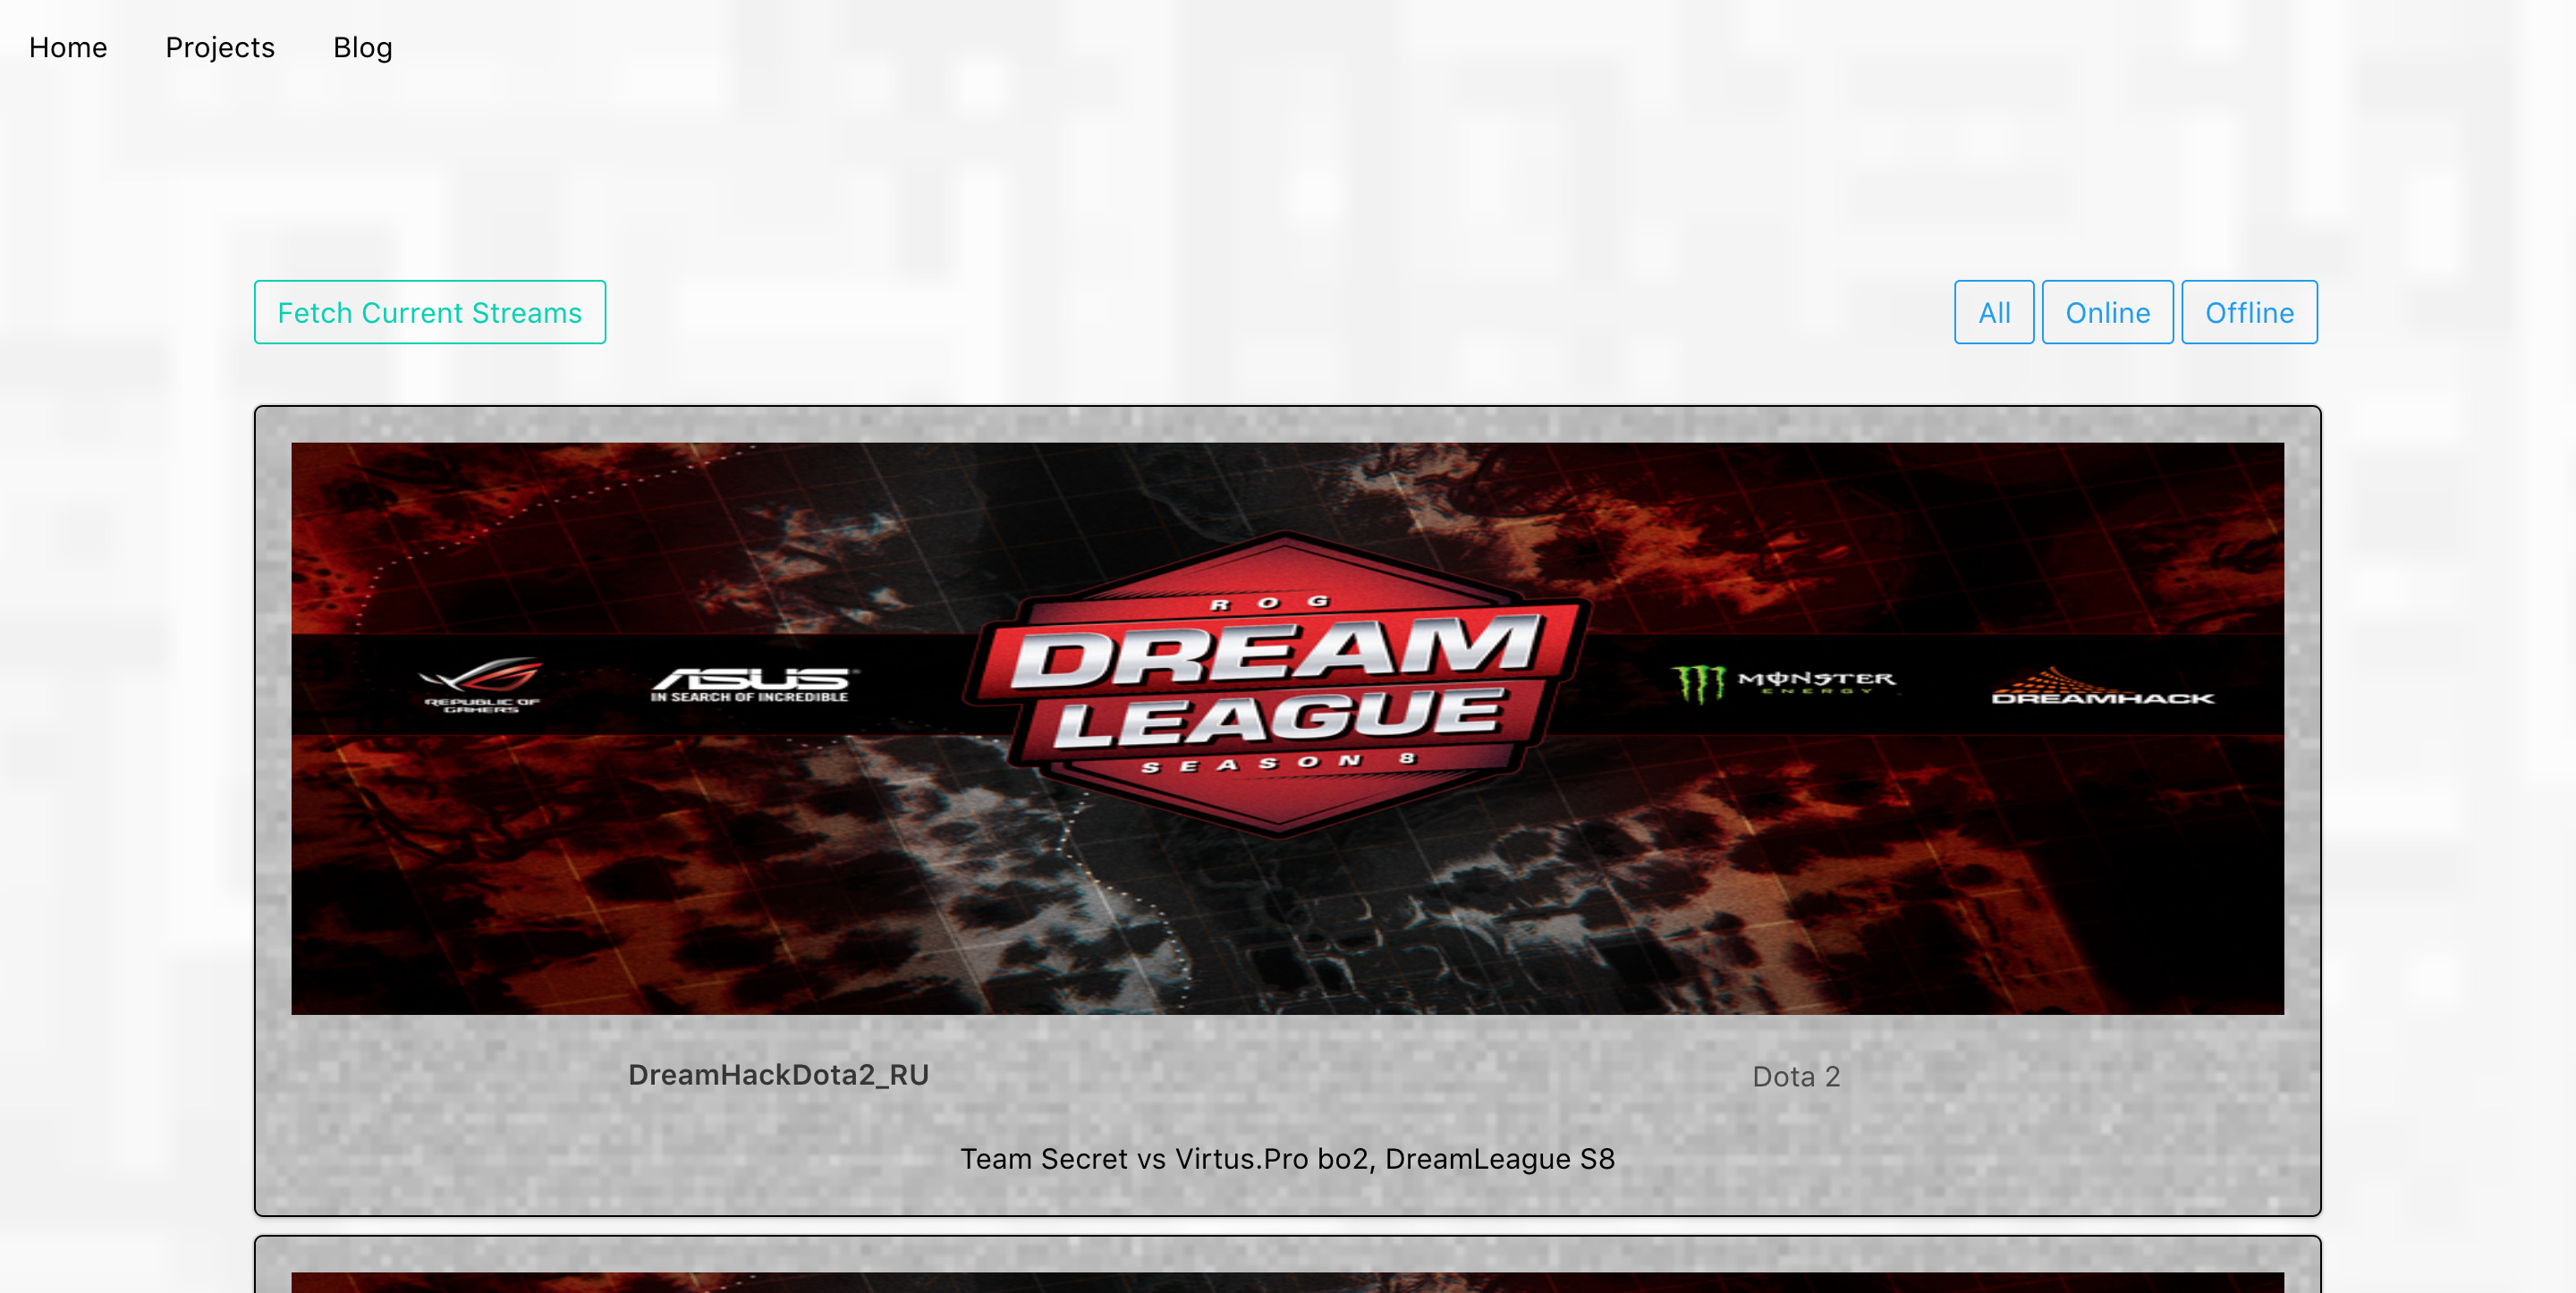 Home Projects Blog
Fetch Current Streams All Online Offline
ROG
DREAM
LEAGUE
SEASON 8
REPUBLIC OF
GAMERS
ASUS
IN SEARCH OF INCREDIBLE
MONSTER
ENERGY
DREAMHACK
DreamHackDota2_RU Dota 2
Team Secret vs Virtus.Pro bo2, DreamLeague S8